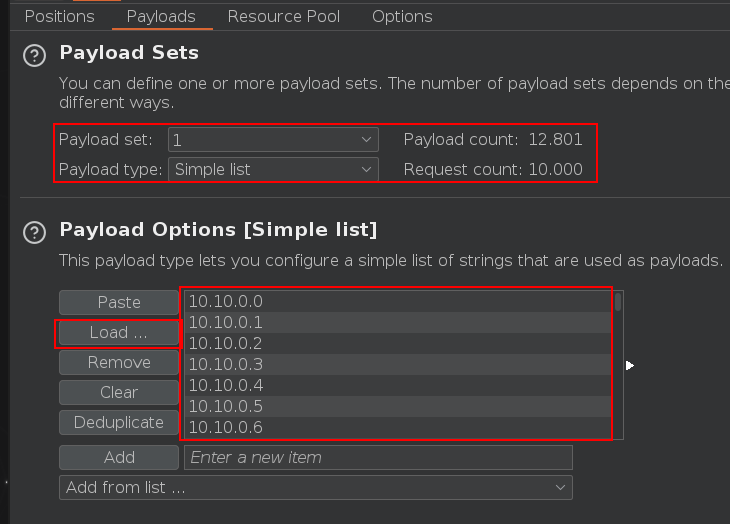 Positions Payloads Resource Pool Options
? Payload Sets
You can define one or more payload sets. The number of payload sets depends on the
different ways.
Payload set: 1 Payload count: 12.801
Payload type: Simple list Request count: 10.000
? Payload Options [Simple list]
This payload type lets you configure a simple list of strings that are used as payloads.
Paste
Load ...
Remove
Clear
Deduplicate
10.10.0.0
10.10.0.1
10.10.0.2
10.10.0.3
10.10.0.4
10.10.0.5
10.10.0.6
Add Enter a new item
Add from list ...